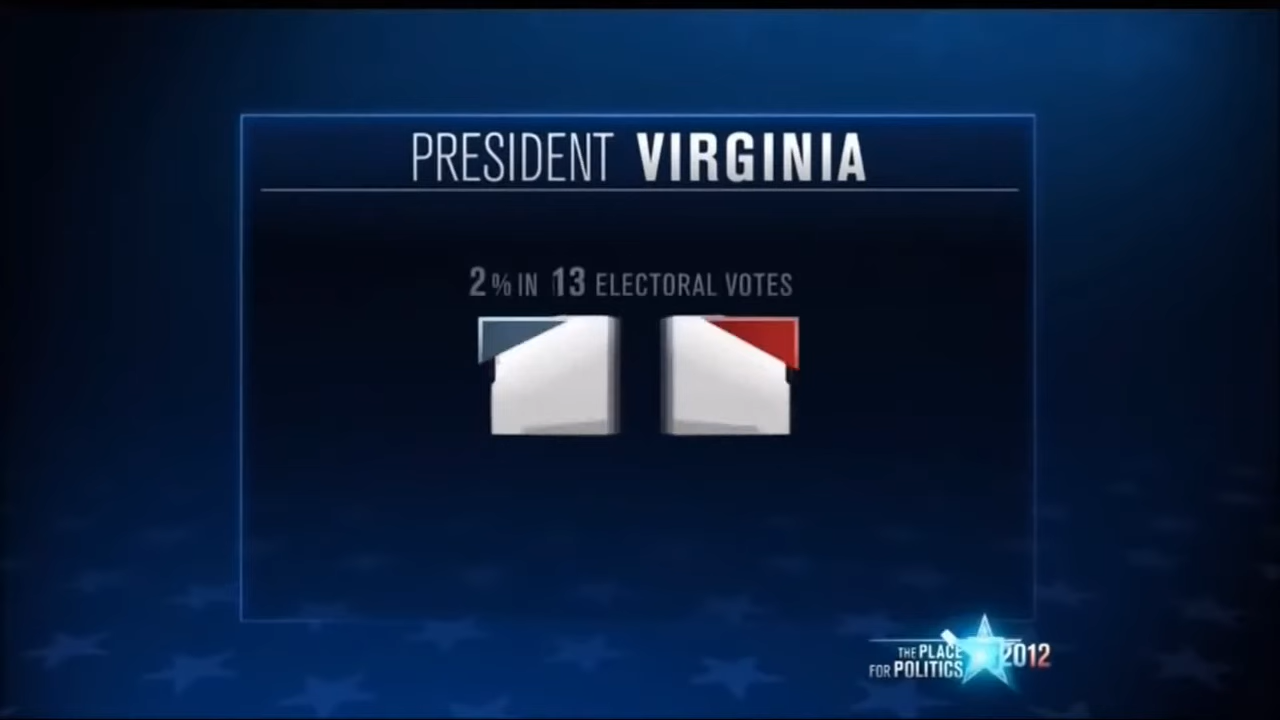 PRESIDENT VIRGINIA
2% IN 13 ELECTORAL VOTES
THE PLACE
FOR POLITICS 2012